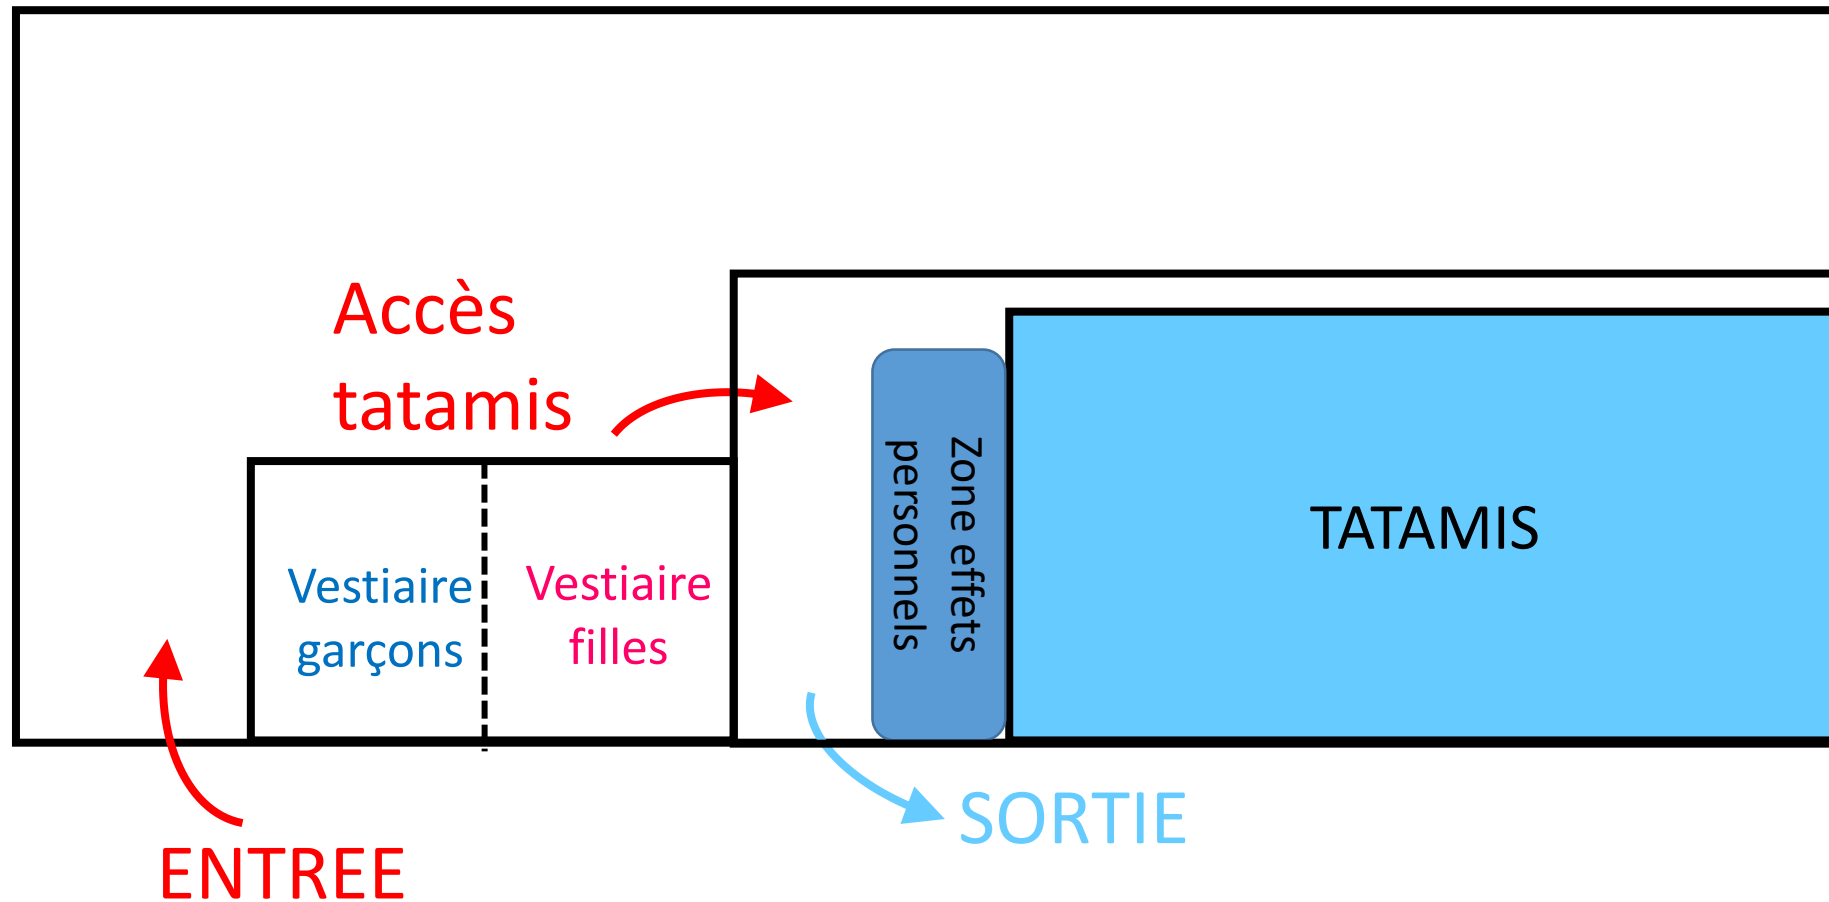 Accès
tatamis
Vestiaire
garçons
Vestiaire
filles
Zone effets
personnels
TATAMIS
SORTIE
ENTREE